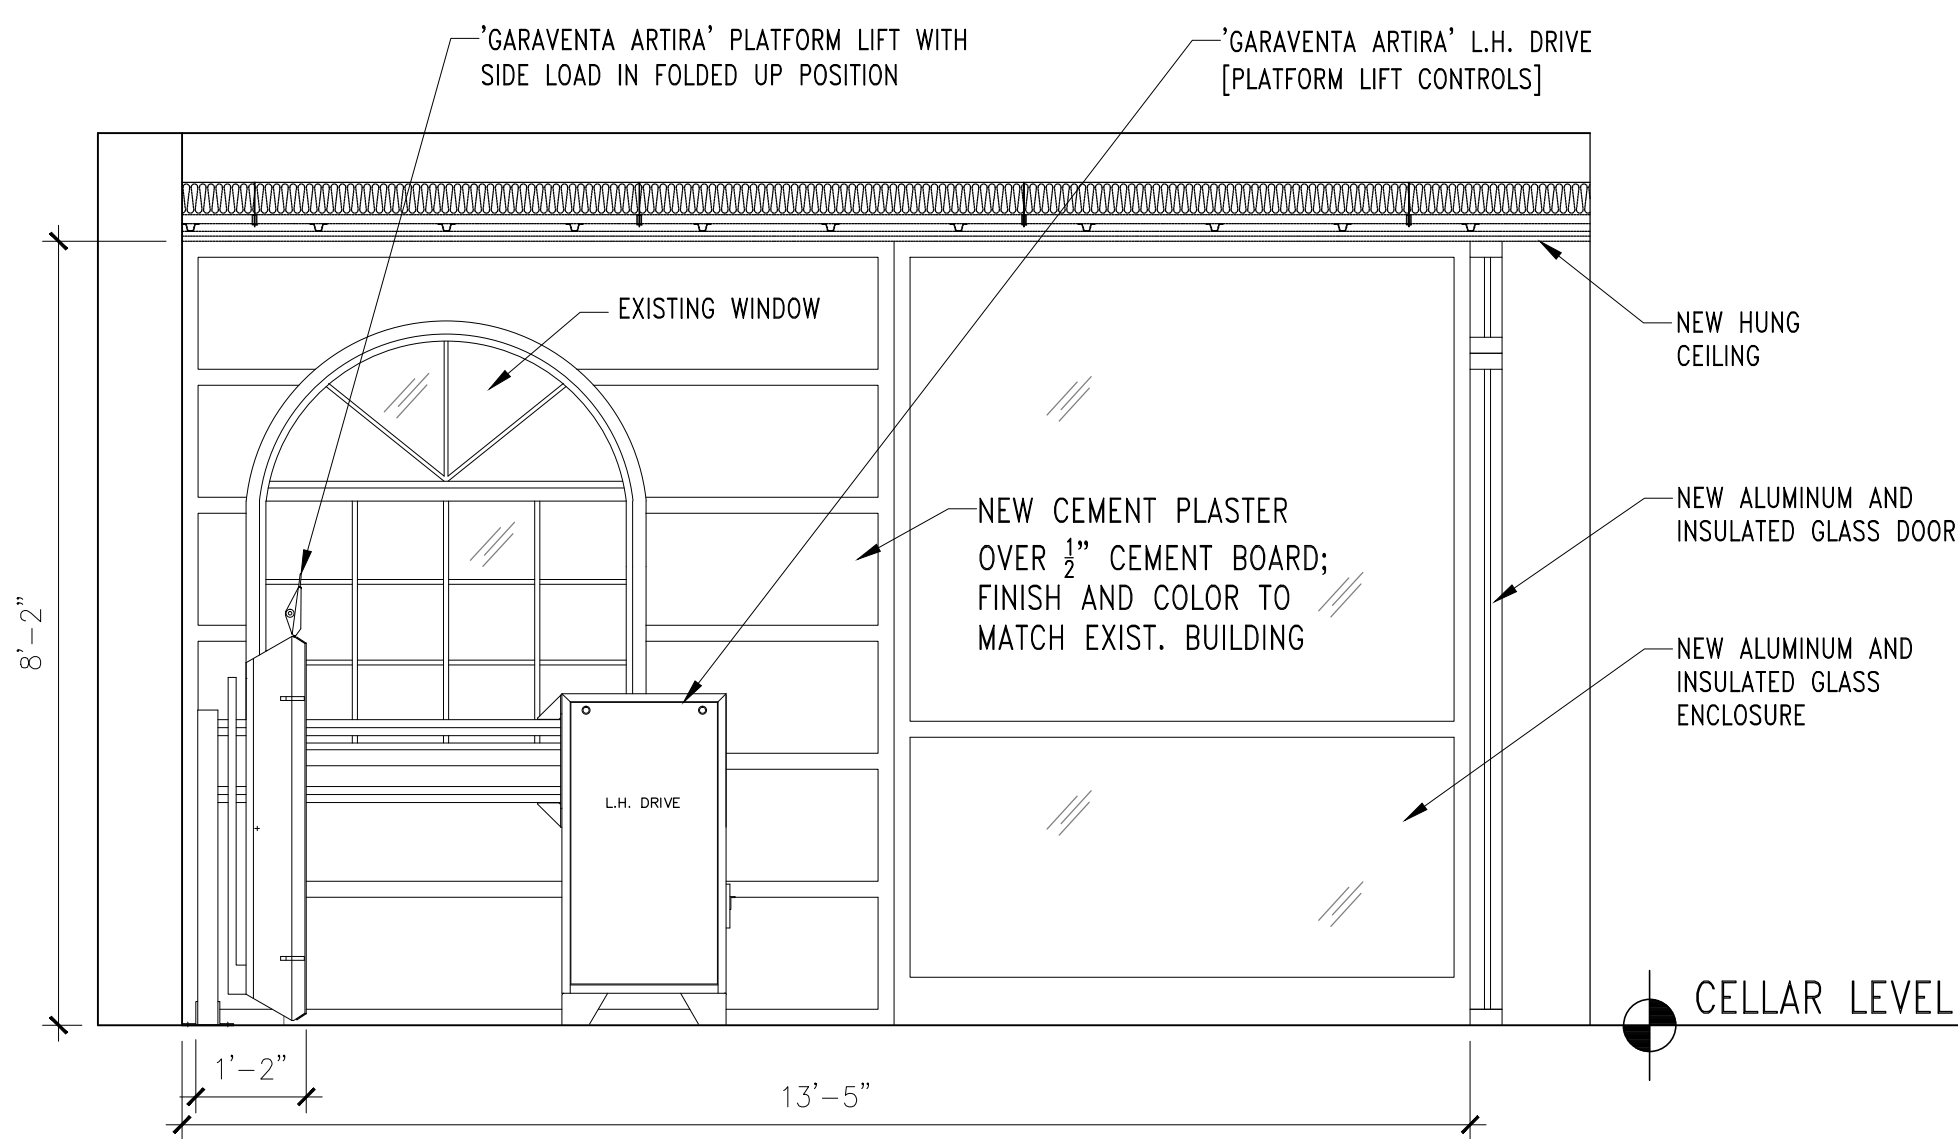 'GARAVENTA ARTIRA' PLATFORM LIFT WITH
SIDE LOAD IN FOLDED UP POSITION
'GARAVENTA ARTIRA' L.H. DRIVE
[PLATFORM LIFT CONTROLS]
EXISTING WINDOW
NEW HUNG
CEILING
NEW CEMENT PLASTER
OVER ½" CEMENT BOARD;
FINISH AND COLOR TO
MATCH EXIST. BUILDING
NEW ALUMINUM AND
INSULATED GLASS DOOR
NEW ALUMINUM AND
INSULATED GLASS
ENCLOSURE
8'-2"
L.H. DRIVE
CELLAR LEVEL
1'-2"
13'-5"